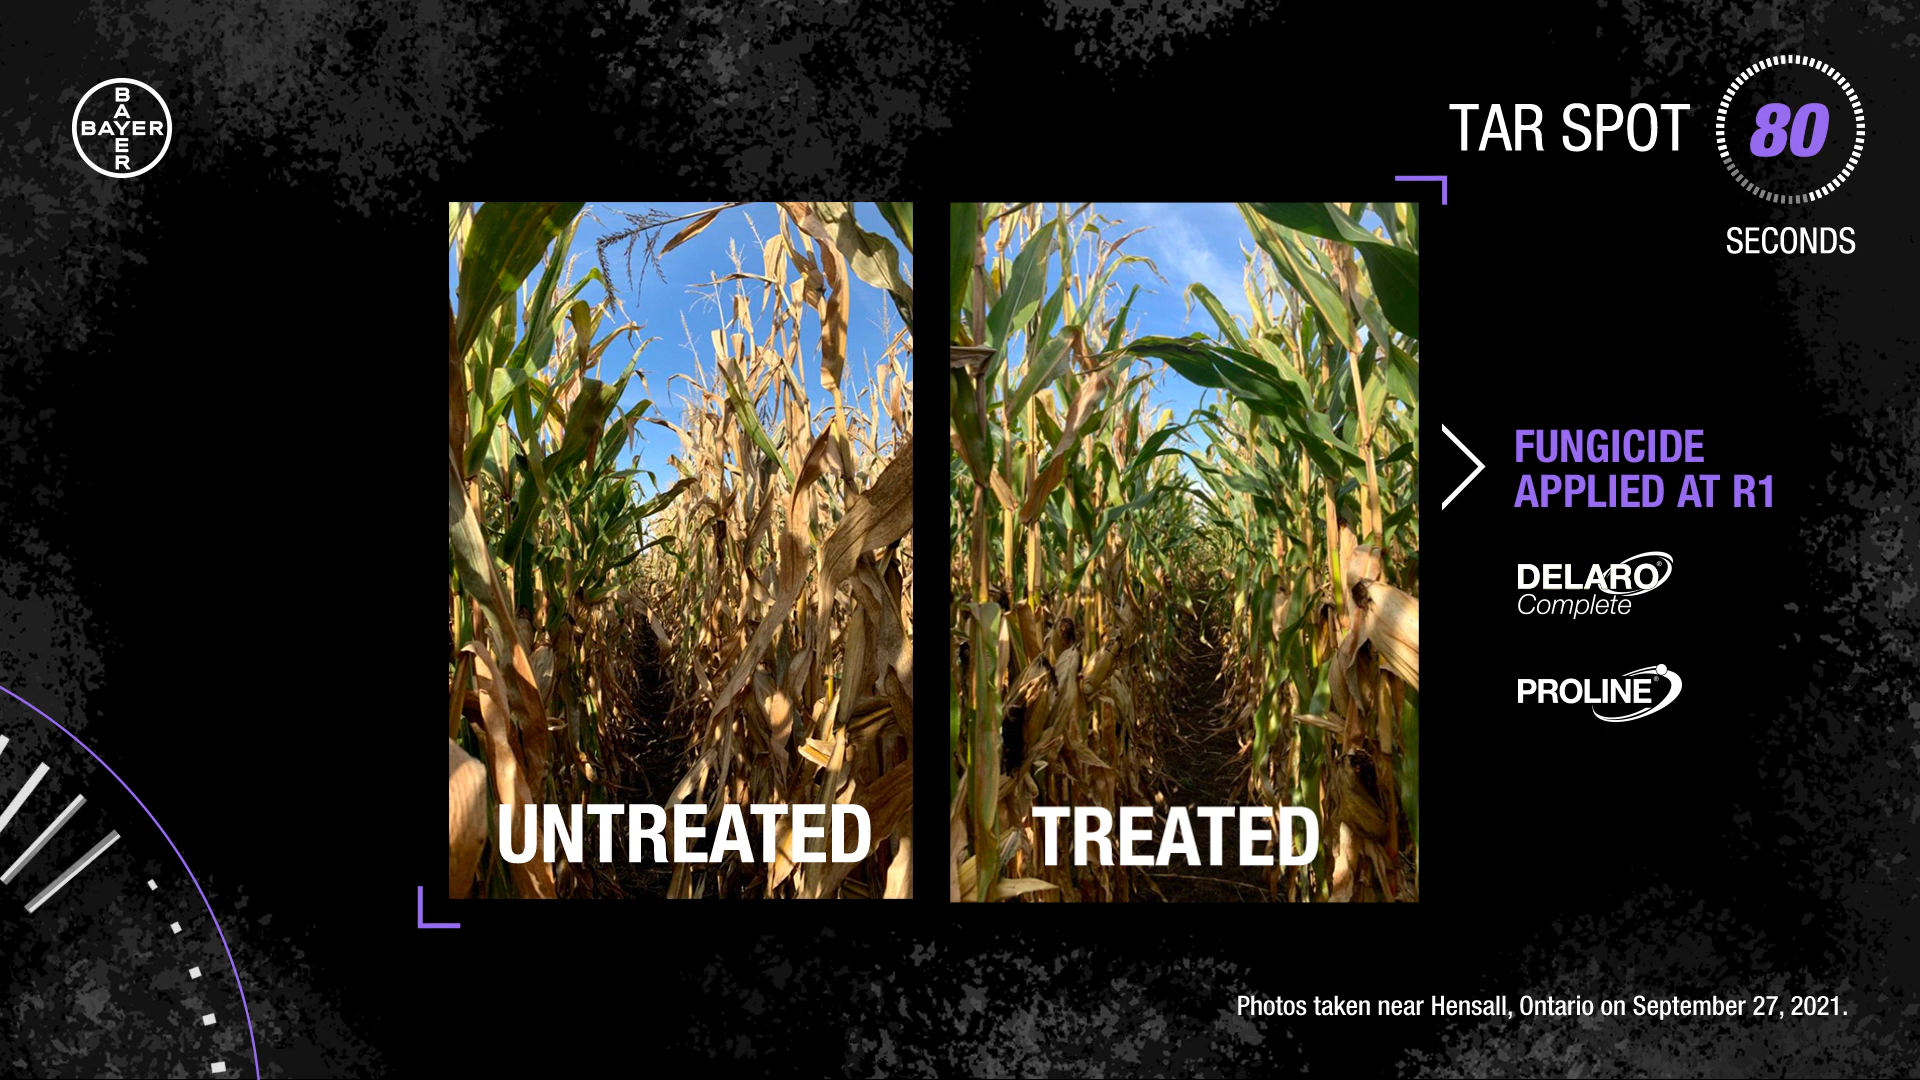 BAYER
BAYER
TAR SPOT
80
SECONDS
UNTREATED
TREATED
FUNGICIDE
APPLIED AT R1
DELARO®
Complete
PROLINE®
Photos taken near Hensall, Ontario on September 27, 2021.